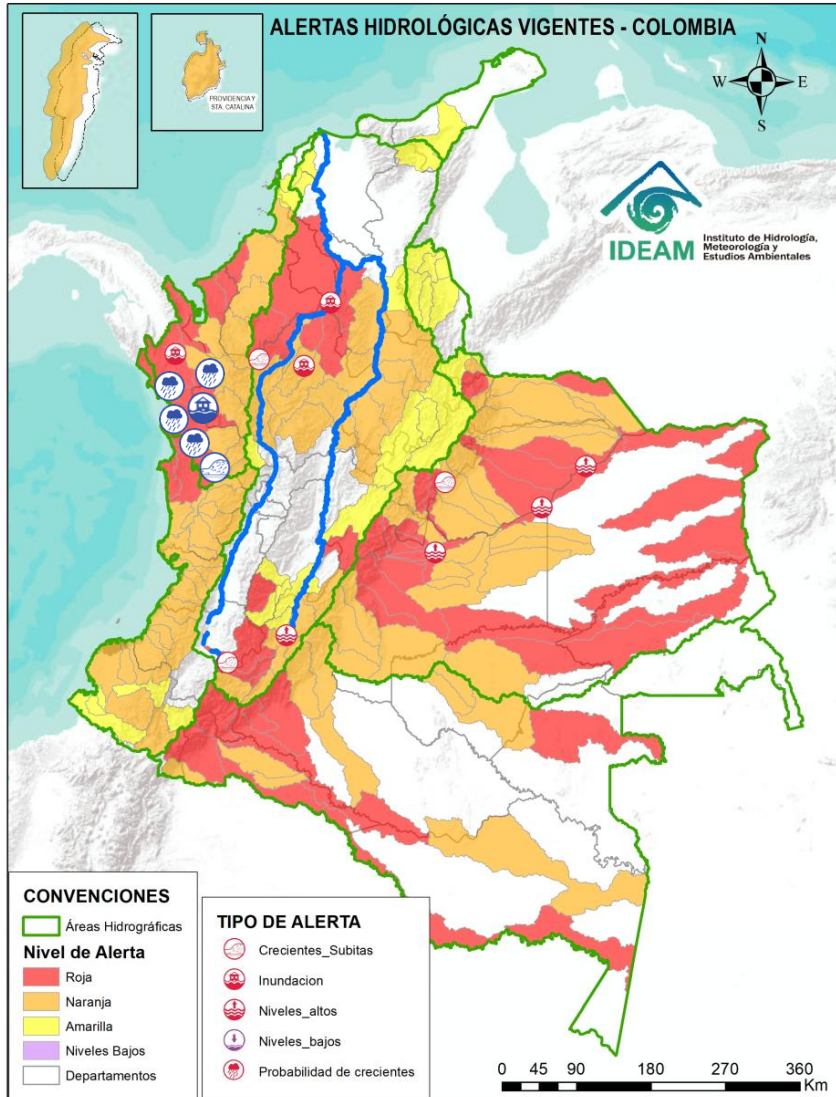 ALERTAS HIDROLÓGICAS VIGENTES - COLOMBIA
PROVIDENCIA Y
STA. CATALINA
N
W
E
S
IDEAM
Instituto de Hidrología,
Meteorología y
Estudios Ambientales
CONVENCIONES
Áreas Hidrográficas
Nivel de Alerta
Roja
Naranja
Amarilla
Niveles Bajos
Departamentos
TIPO DE ALERTA
Crecientes_Subitas
Inundacion
Niveles_altos
Niveles_bajos
Probabilidad de crecientes
0 45 90 180 270 360
Km